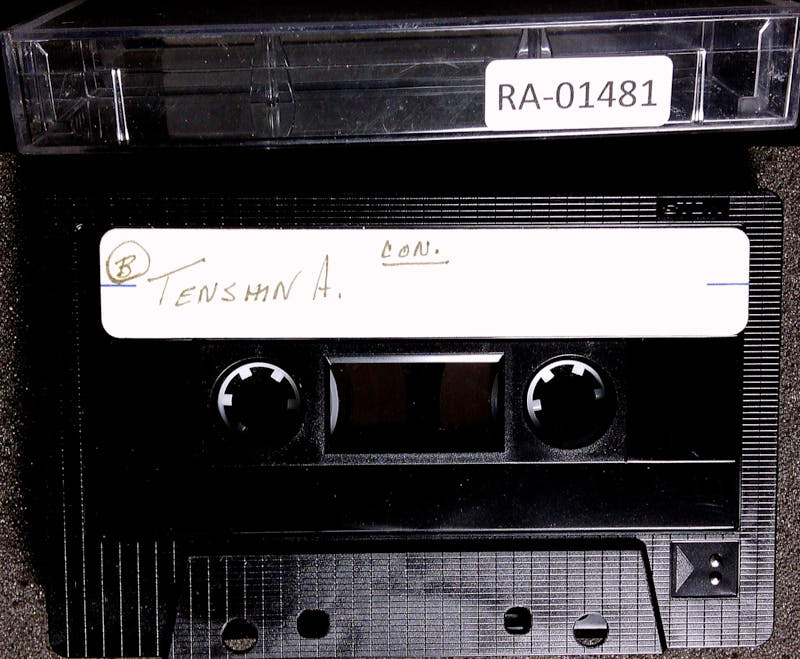 RA-01481
CON.
B
TENSHIN A.